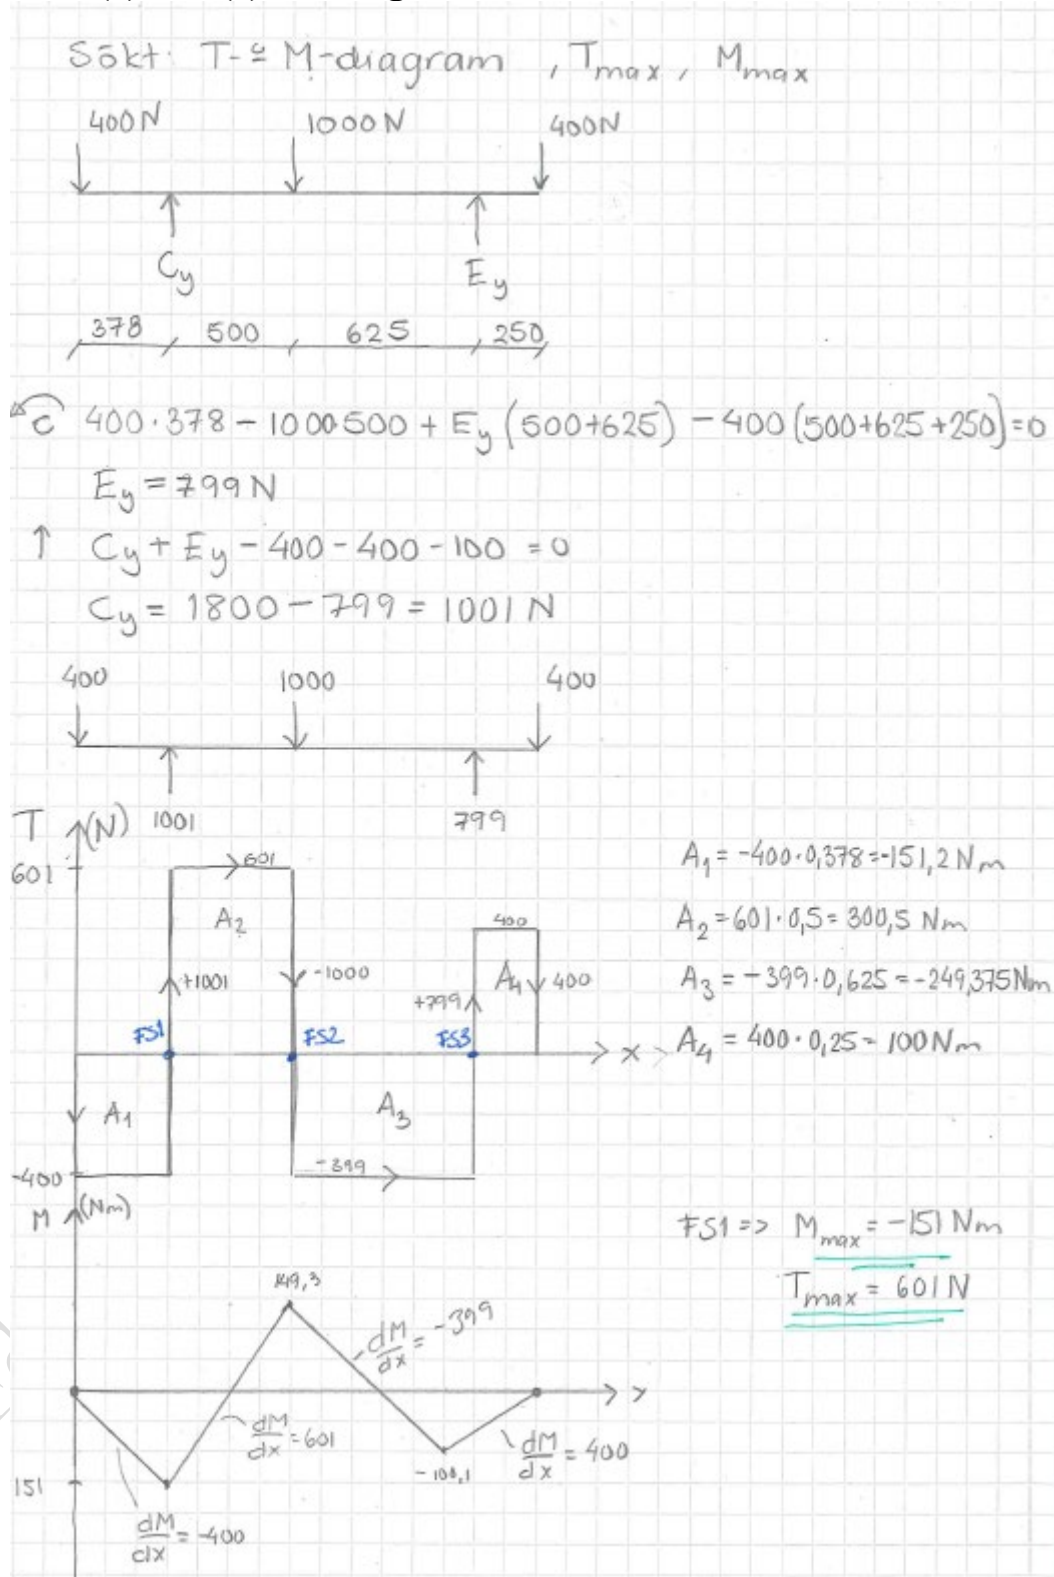 Sökt: T- & M-diagram , Tmax , Mmax
400N 1000N 400N
Cy Ey
378 500 625 250
C 400·378 - 1000·500 + Ey (500+625) - 400 (500+625+250)=0
Ey = 799 N
↑ Cy + Ey - 400 - 400 - 100 = 0
Cy = 1800 - 799 = 1001 N
400 1000 400
1001 799
T (N)
601
601
A2
+1001
-1000
FS1 FS2 FS3
400
A4
+799
400
x
A1 A3
-400
-399
A1 = -400·0,378=-151,2 Nm
A2 = 601·0,5 = 300,5 Nm
A3 = -399·0,625 = -249,375 Nm
A4 = 400·0,25 = 100 Nm
M (Nm)
149,3
dM/dx = -399
dM/dx = 601
dM/dx = 400
-100,1
151
dM/dx = -400
FS1 => Mmax = -151 Nm
Tmax = 601 N